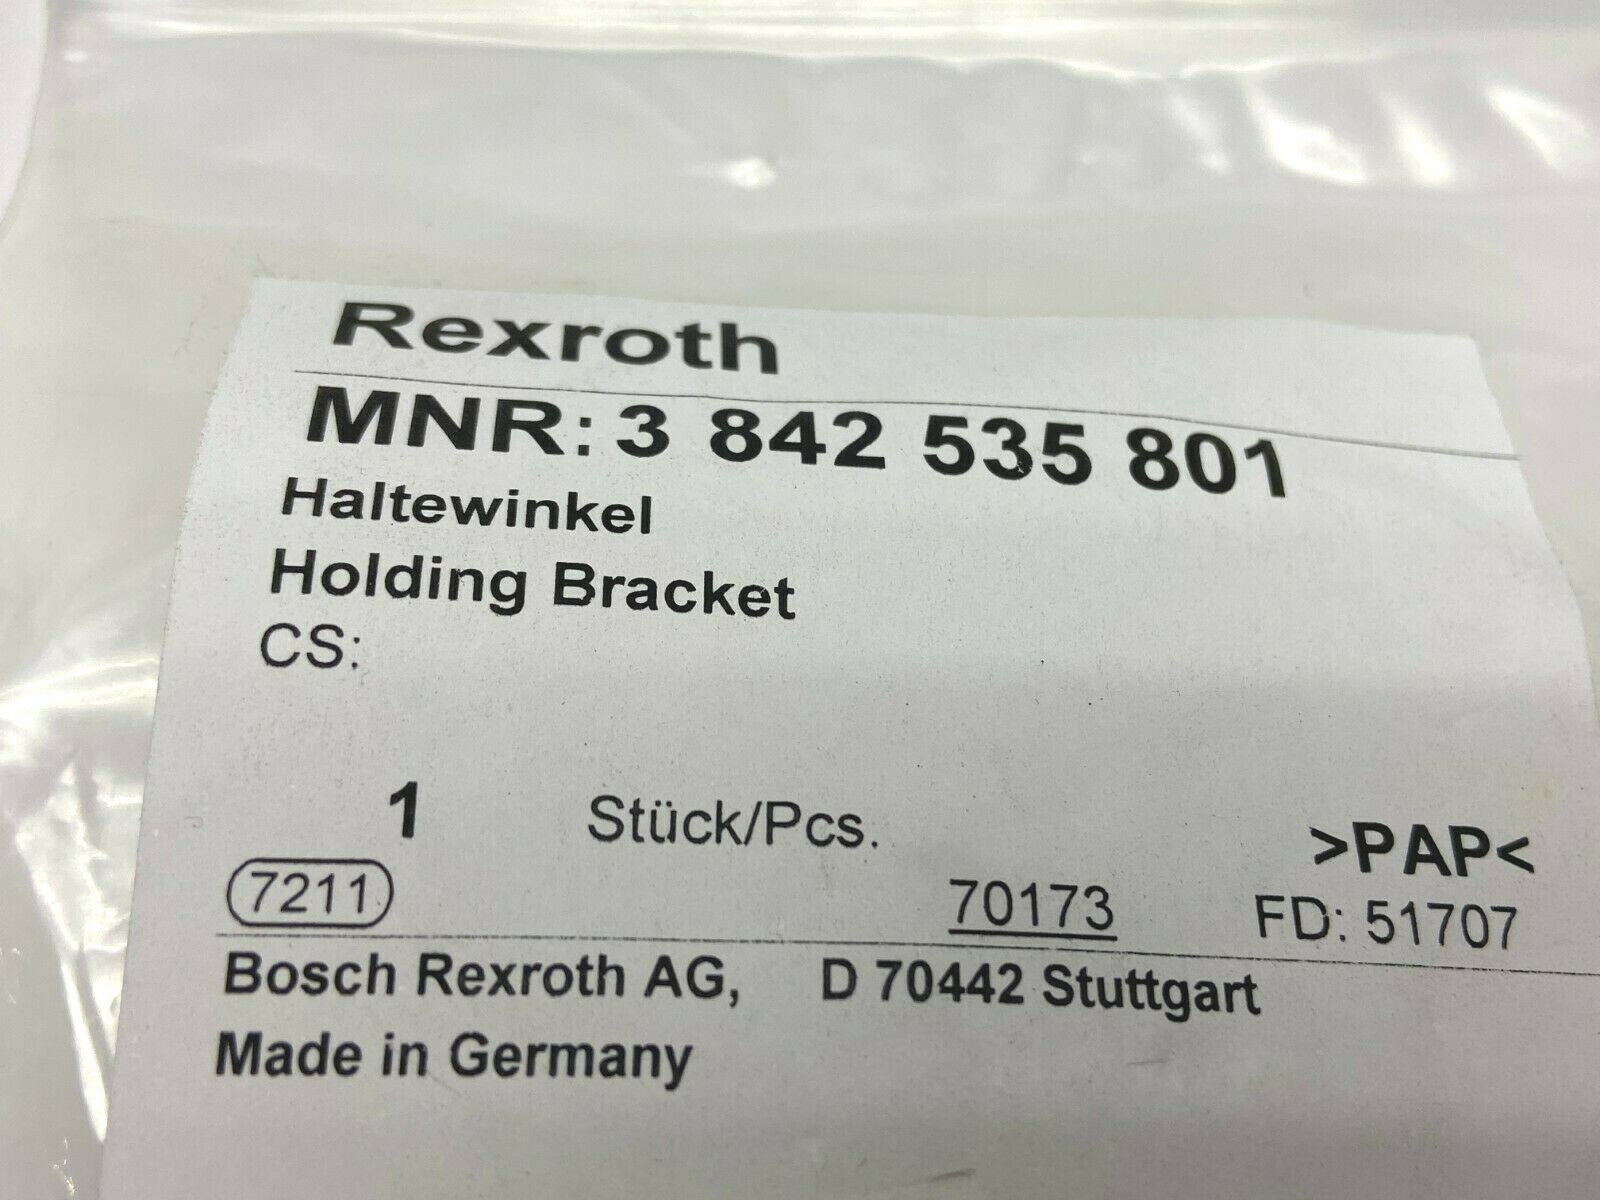 Rexroth
MNR: 3 842 535 801
Haltewinkel
Holding Bracket
CS:
1 Stück/Pcs. >PAP<
7211 70173 FD: 51707
Bosch Rexroth AG, D 70442 Stuttgart
Made in Germany